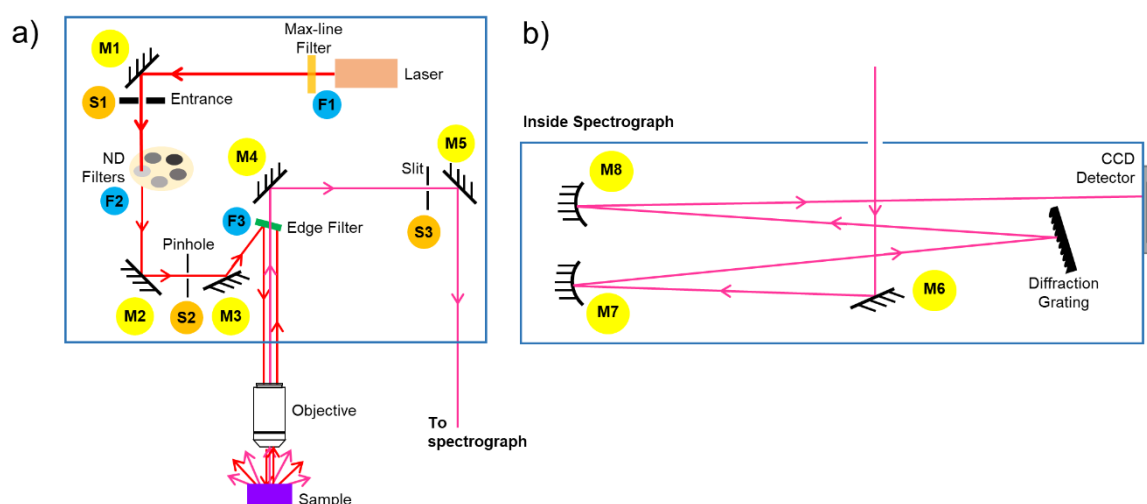 a)
Max-line
Filter
M1
Laser
F1
S1
Entrance
ND
Filters
F2
M4
M5
Slit
F3
Edge Filter
S3
Pinhole
M2
S2
M3
Objective
To
spectrograph
Sample
b)
Inside Spectrograph
M8
CCD
Detector
M7
M6
Diffraction
Grating